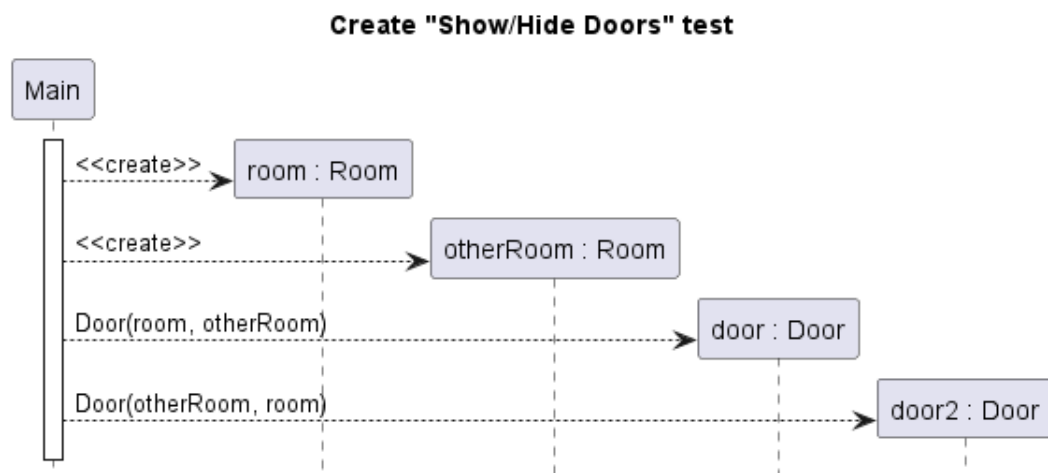 Create "Show/Hide Doors" test
Main
<<create>>
room : Room
<<create>>
otherRoom : Room
Door(room, otherRoom)
door : Door
Door(otherRoom, room)
door2 : Door